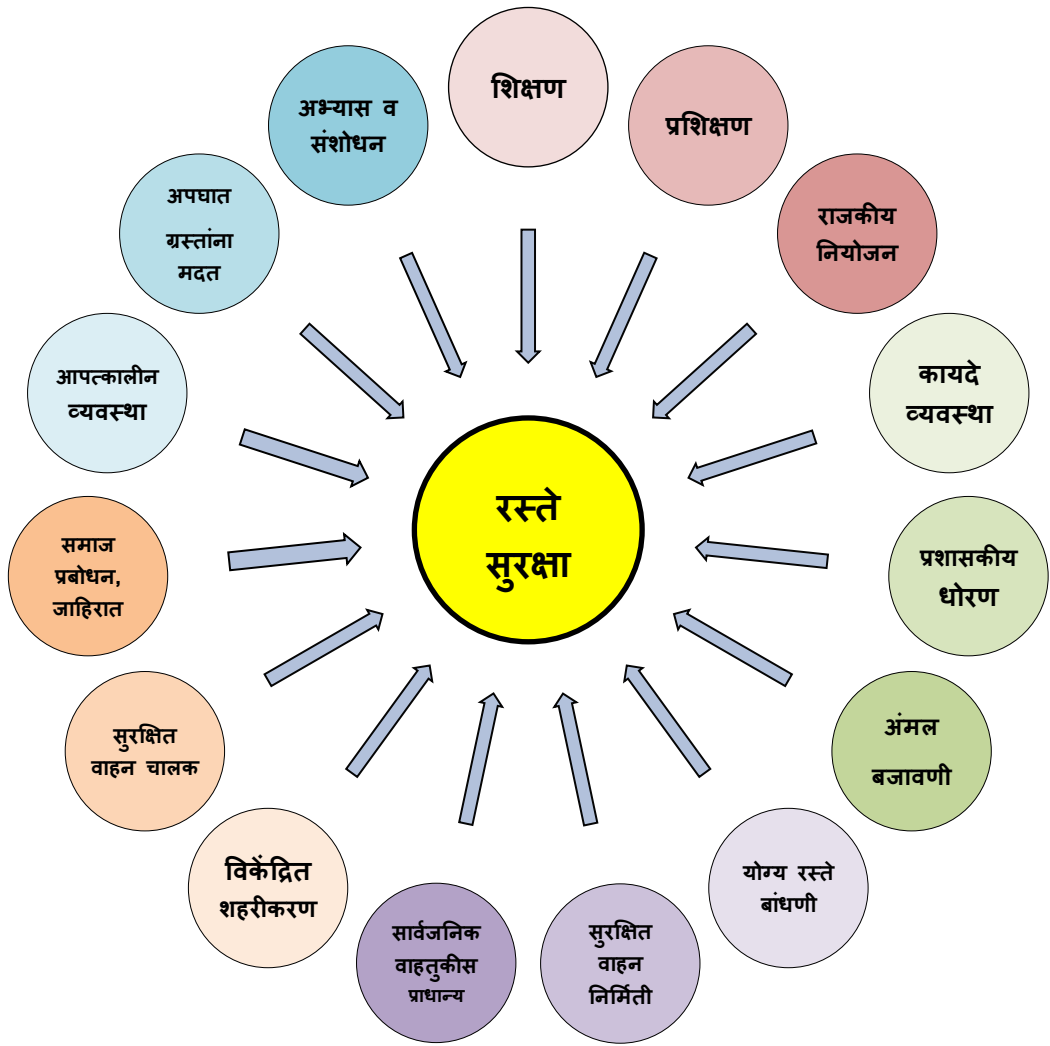 शिक्षण
प्रशिक्षण
राजकीय
नियोजन
कायदे
व्यवस्था
प्रशासकीय
धोरण
अंमल
बजावणी
योग्य रस्ते
बांधणी
सुरक्षित
वाहन
निर्मिती
सार्वजनिक
वाहतुकीस
प्राधान्य
विकेंद्रित
शहरीकरण
सुरक्षित
वाहन चालक
समाज
प्रबोधन,
जाहिरात
आपत्कालीन
व्यवस्था
अपघात
ग्रस्तांना
मदत
अभ्यास व
संशोधन
रस्ते
सुरक्षा